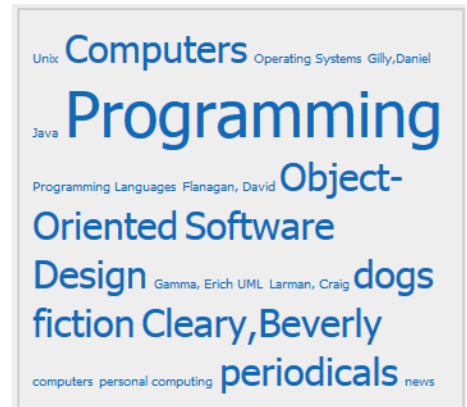 Unix Computers Operating Systems Gilly,Daniel
Java Programming
Programming Languages Flanagan, David Object-
Oriented Software
Design Gamma, Erich UML Larman, Craig dogs
fiction Cleary,Beverly
computers personal computing periodicals news